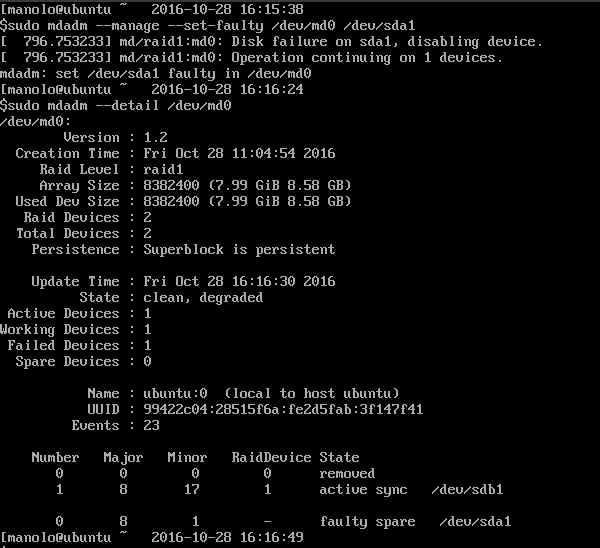 [manolo@ubuntu ~   2016-10-28 16:15:38
$sudo mdadm --manage --set-faulty /dev/md0 /dev/sda1
[  796.753233] md/raid1:md0: Disk failure on sda1, disabling device.
[  796.753233] md/raid1:md0: Operation continuing on 1 devices.
mdadm: set /dev/sda1 faulty in /dev/md0
[manolo@ubuntu ~   2016-10-28 16:16:24
$sudo mdadm --detail /dev/md0
/dev/md0:
        Version : 1.2
  Creation Time : Fri Oct 28 11:04:54 2016
     Raid Level : raid1
     Array Size : 8382400 (7.99 GiB 8.58 GB)
  Used Dev Size : 8382400 (7.99 GiB 8.58 GB)
   Raid Devices : 2
  Total Devices : 2
    Persistence : Superblock is persistent

    Update Time : Fri Oct 28 16:16:30 2016
          State : clean, degraded
 Active Devices : 1
Working Devices : 1
 Failed Devices : 1
  Spare Devices : 0

           Name : ubuntu:0  (local to host ubuntu)
           UUID : 99422c04:28515f6a:fe2d5fab:3f147f41
         Events : 23

    Number   Major   Minor   RaidDevice State
       0       0        0        0      removed
       1       8       17        1      active sync   /dev/sdb1

       0       8        1        -      faulty spare   /dev/sda1
[manolo@ubuntu ~   2016-10-28 16:16:49